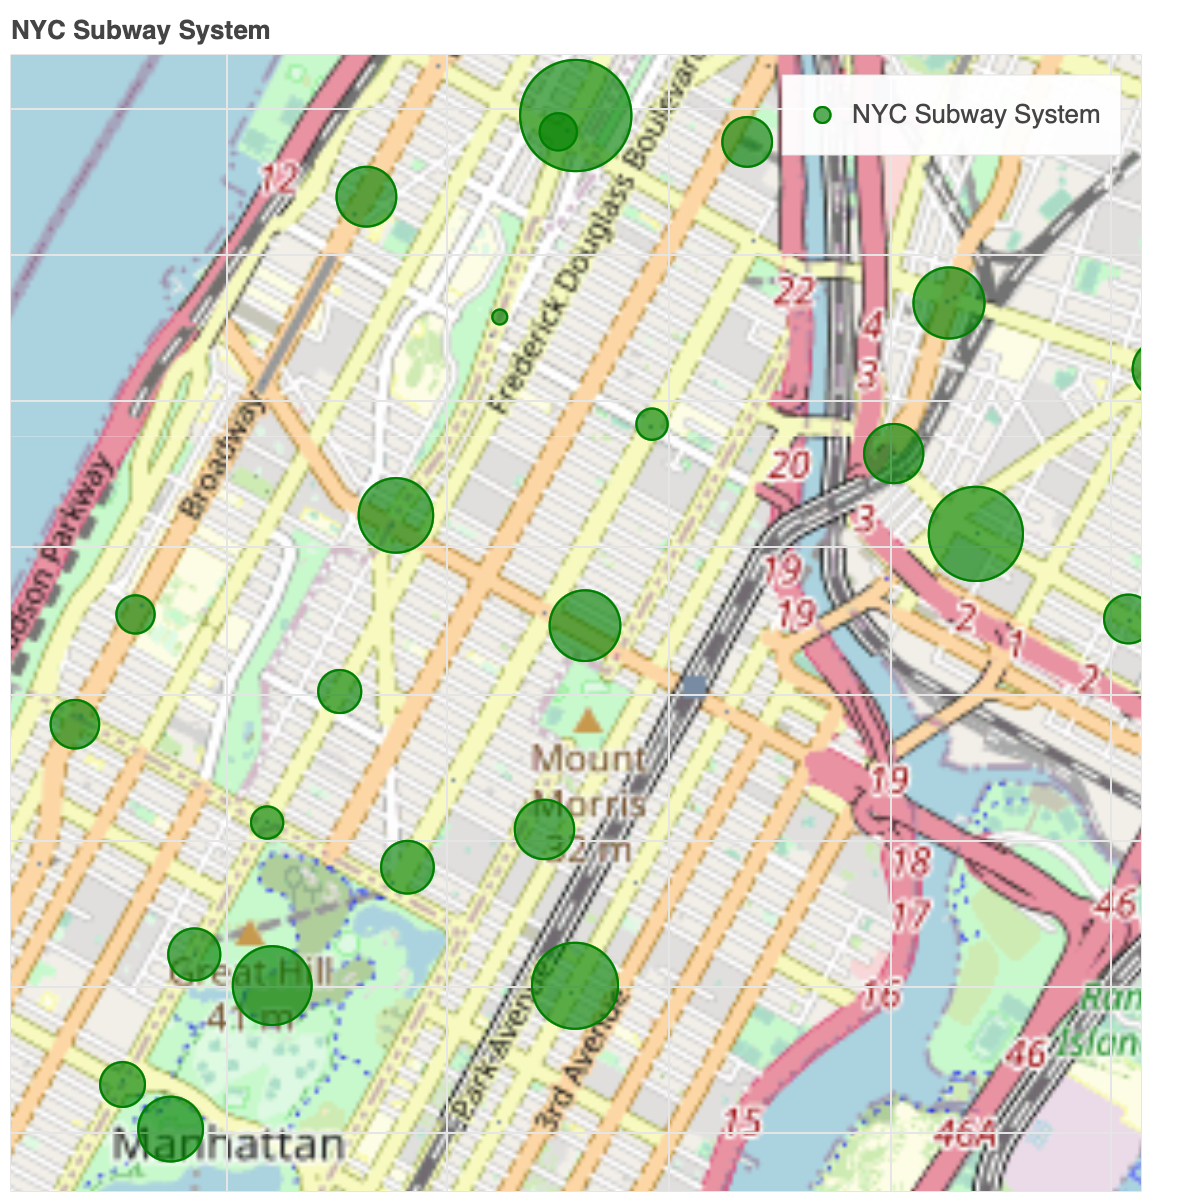 NYC Subway System
NYC Subway System
12
Frederick Douglass Boulevar
22
4
3
Broadway
20
dson Parkway
3
19
19
2
1
2
Mount
Morris
32 m
19
18
17
46
Great Hill
41 m
16
Ran
Islan
46
Park Avenue
3rd Avenue
15
46A
Manhattan